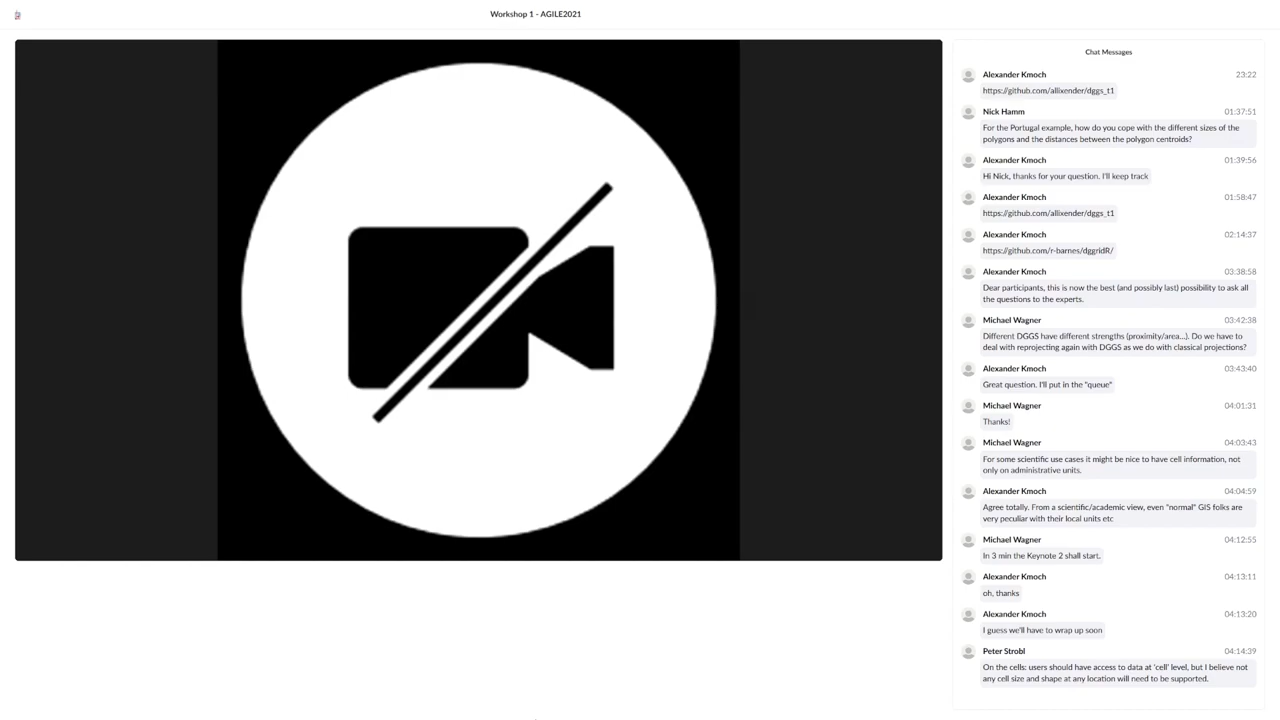 Workshop 1 - AGILE2021
Chat Messages
Alexander Kmoch 23:22
https://github.com/allixender/dggs_t1
Nick Hamm 01:37:51
For the Portugal example, how do you cope with the different sizes of the
polygons and the distances between the polygon centroids?
Alexander Kmoch 01:39:56
Hi Nick, thanks for your question. I'll keep track
Alexander Kmoch 01:58:47
https://github.com/allixender/dggs_t1
Alexander Kmoch 02:14:37
https://github.com/r-barnes/dggridR/
Alexander Kmoch 03:38:58
Dear participants, this is now the best (and possibly last) possibility to ask all
the questions to the experts.
Michael Wagner 03:42:38
Different DGGS have different strengths (proximity/area...). Do we have to
deal with reprojecting again with DGGS as we do with classical projections?
Alexander Kmoch 03:43:40
Great question. I'll put in the "queue"
Michael Wagner 04:01:31
Thanks!
Michael Wagner 04:03:43
For some scientific use cases it might be nice to have cell information, not
only on administrative units.
Alexander Kmoch 04:04:59
Agree totally. From a scientific/academic view, even "normal" GIS folks are
very peculiar with their local units etc
Michael Wagner 04:12:55
In 3 min the Keynote 2 shall start.
Alexander Kmoch 04:13:11
oh, thanks
Alexander Kmoch 04:13:20
I guess we'll have to wrap up soon
Peter Strobl 04:14:39
On the cells: users should have access to data at 'cell' level, but I believe not
any cell size and shape at any location will need to be supported.